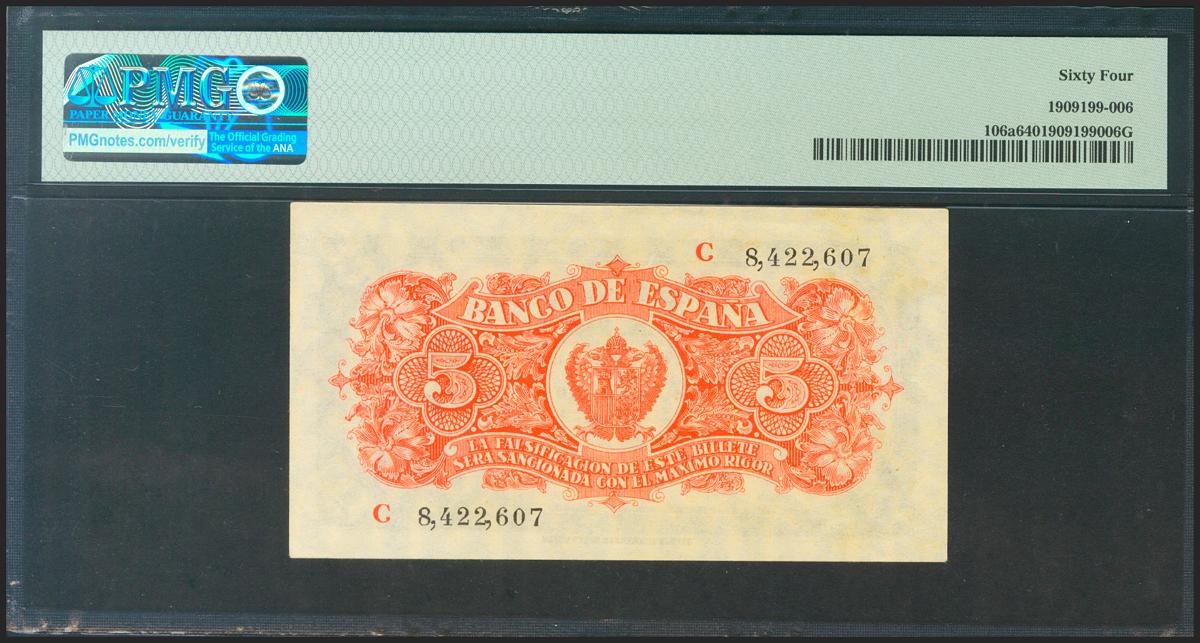 PMG
PAPER MONEY GUARANTY
PMGnotes.com/verify
The Official Grading
Service of the ANA
Sixty Four
1909199-006
106a6401909199006G
C 8,422,607
BANCO DE ESPAÑA
5 5
LA FALSIFICACION DE ESTE BILLETE
SERA SANCIONADA CON EL MAXIMO RIGOR
C 8,422,607